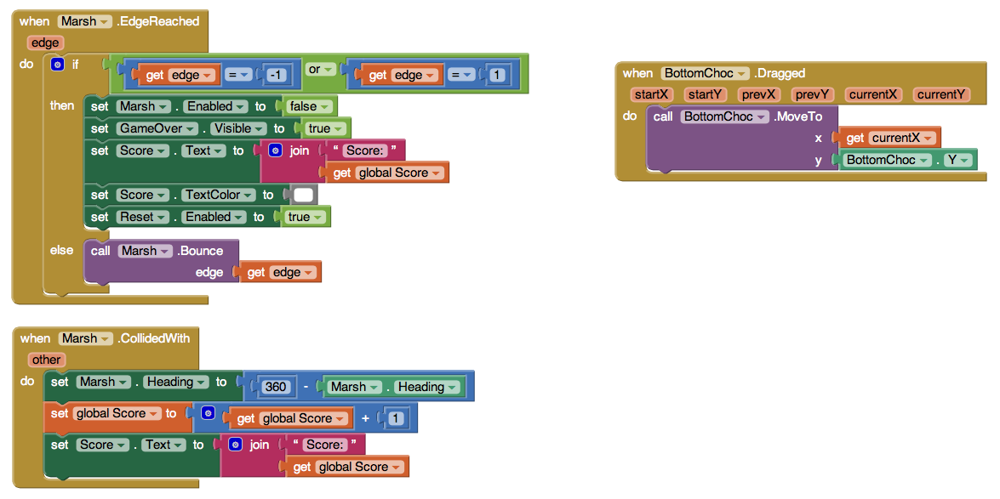 when Marsh .EdgeReached
edge
do if get edge = -1 or get edge = 1
then set Marsh . Enabled to false
set GameOver . Visible to true
set Score . Text to join “ Score: ”
get global Score
set Score . TextColor to
set Reset . Enabled to true
else call Marsh .Bounce
edge get edge
when BottomChoc .Dragged
startX startY prevX prevY currentX currentY
do call BottomChoc .MoveTo
x get currentX
y BottomChoc . Y
when Marsh .CollidedWith
other
do set Marsh . Heading to 360 - Marsh . Heading
set global Score to get global Score + 1
set Score . Text to join “ Score: ”
get global Score